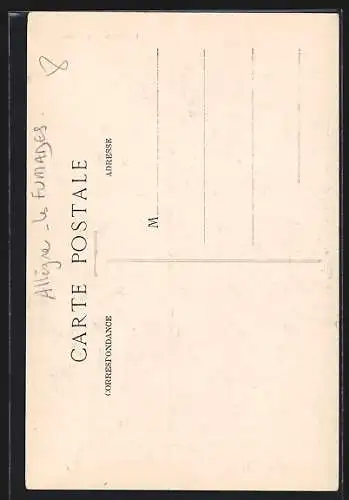 Allègre - les FUMADES.
8
CARTE POSTALE
CORRESPONDANCE
ADRESSE
M